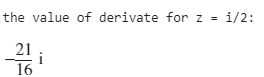 the value of derivate for z = i/2:
-21/16 i